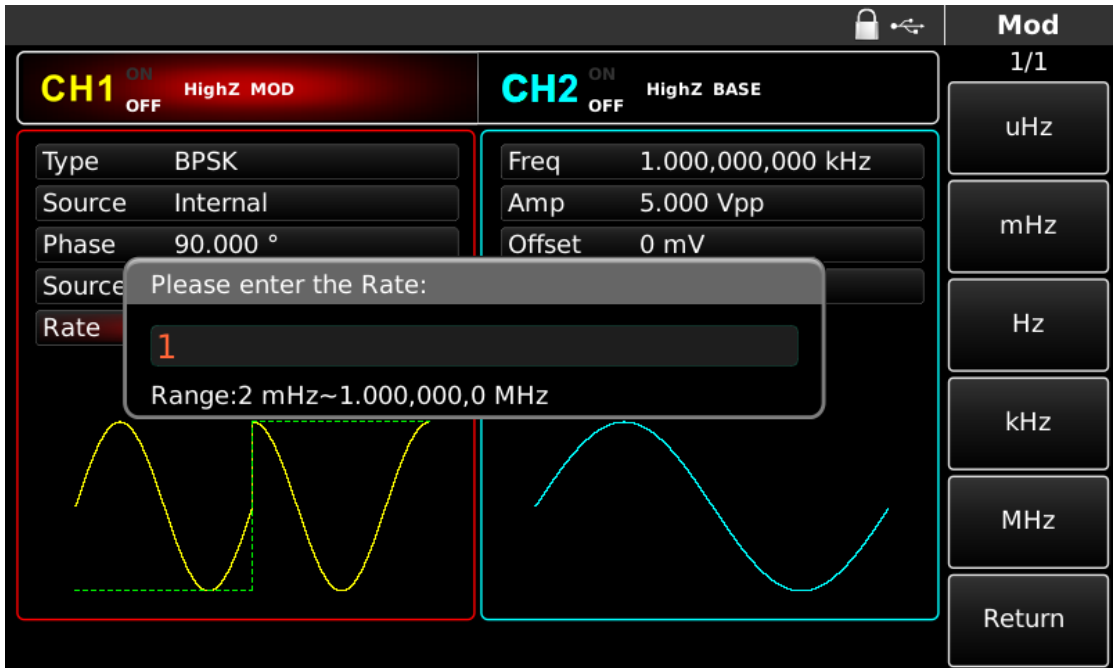 Mod
1/1
CH1 ON OFF HighZ MOD
CH2 ON OFF HighZ BASE
Type BPSK
Source Internal
Phase 90.000 °
Source
Rate
Freq 1.000,000,000 kHz
Amp 5.000 Vpp
Offset 0 mV
Please enter the Rate:
1
Range:2 mHz~1.000,000,0 MHz
uHz
mHz
Hz
kHz
MHz
Return